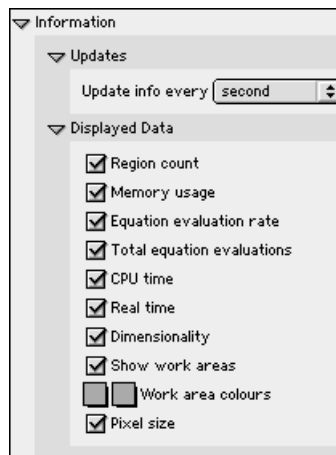 Information
Updates
Update info every second
Displayed Data
Region count
Memory usage
Equation evaluation rate
Total equation evaluations
CPU time
Real time
Dimensionality
Show work areas
Work area colours
Pixel size